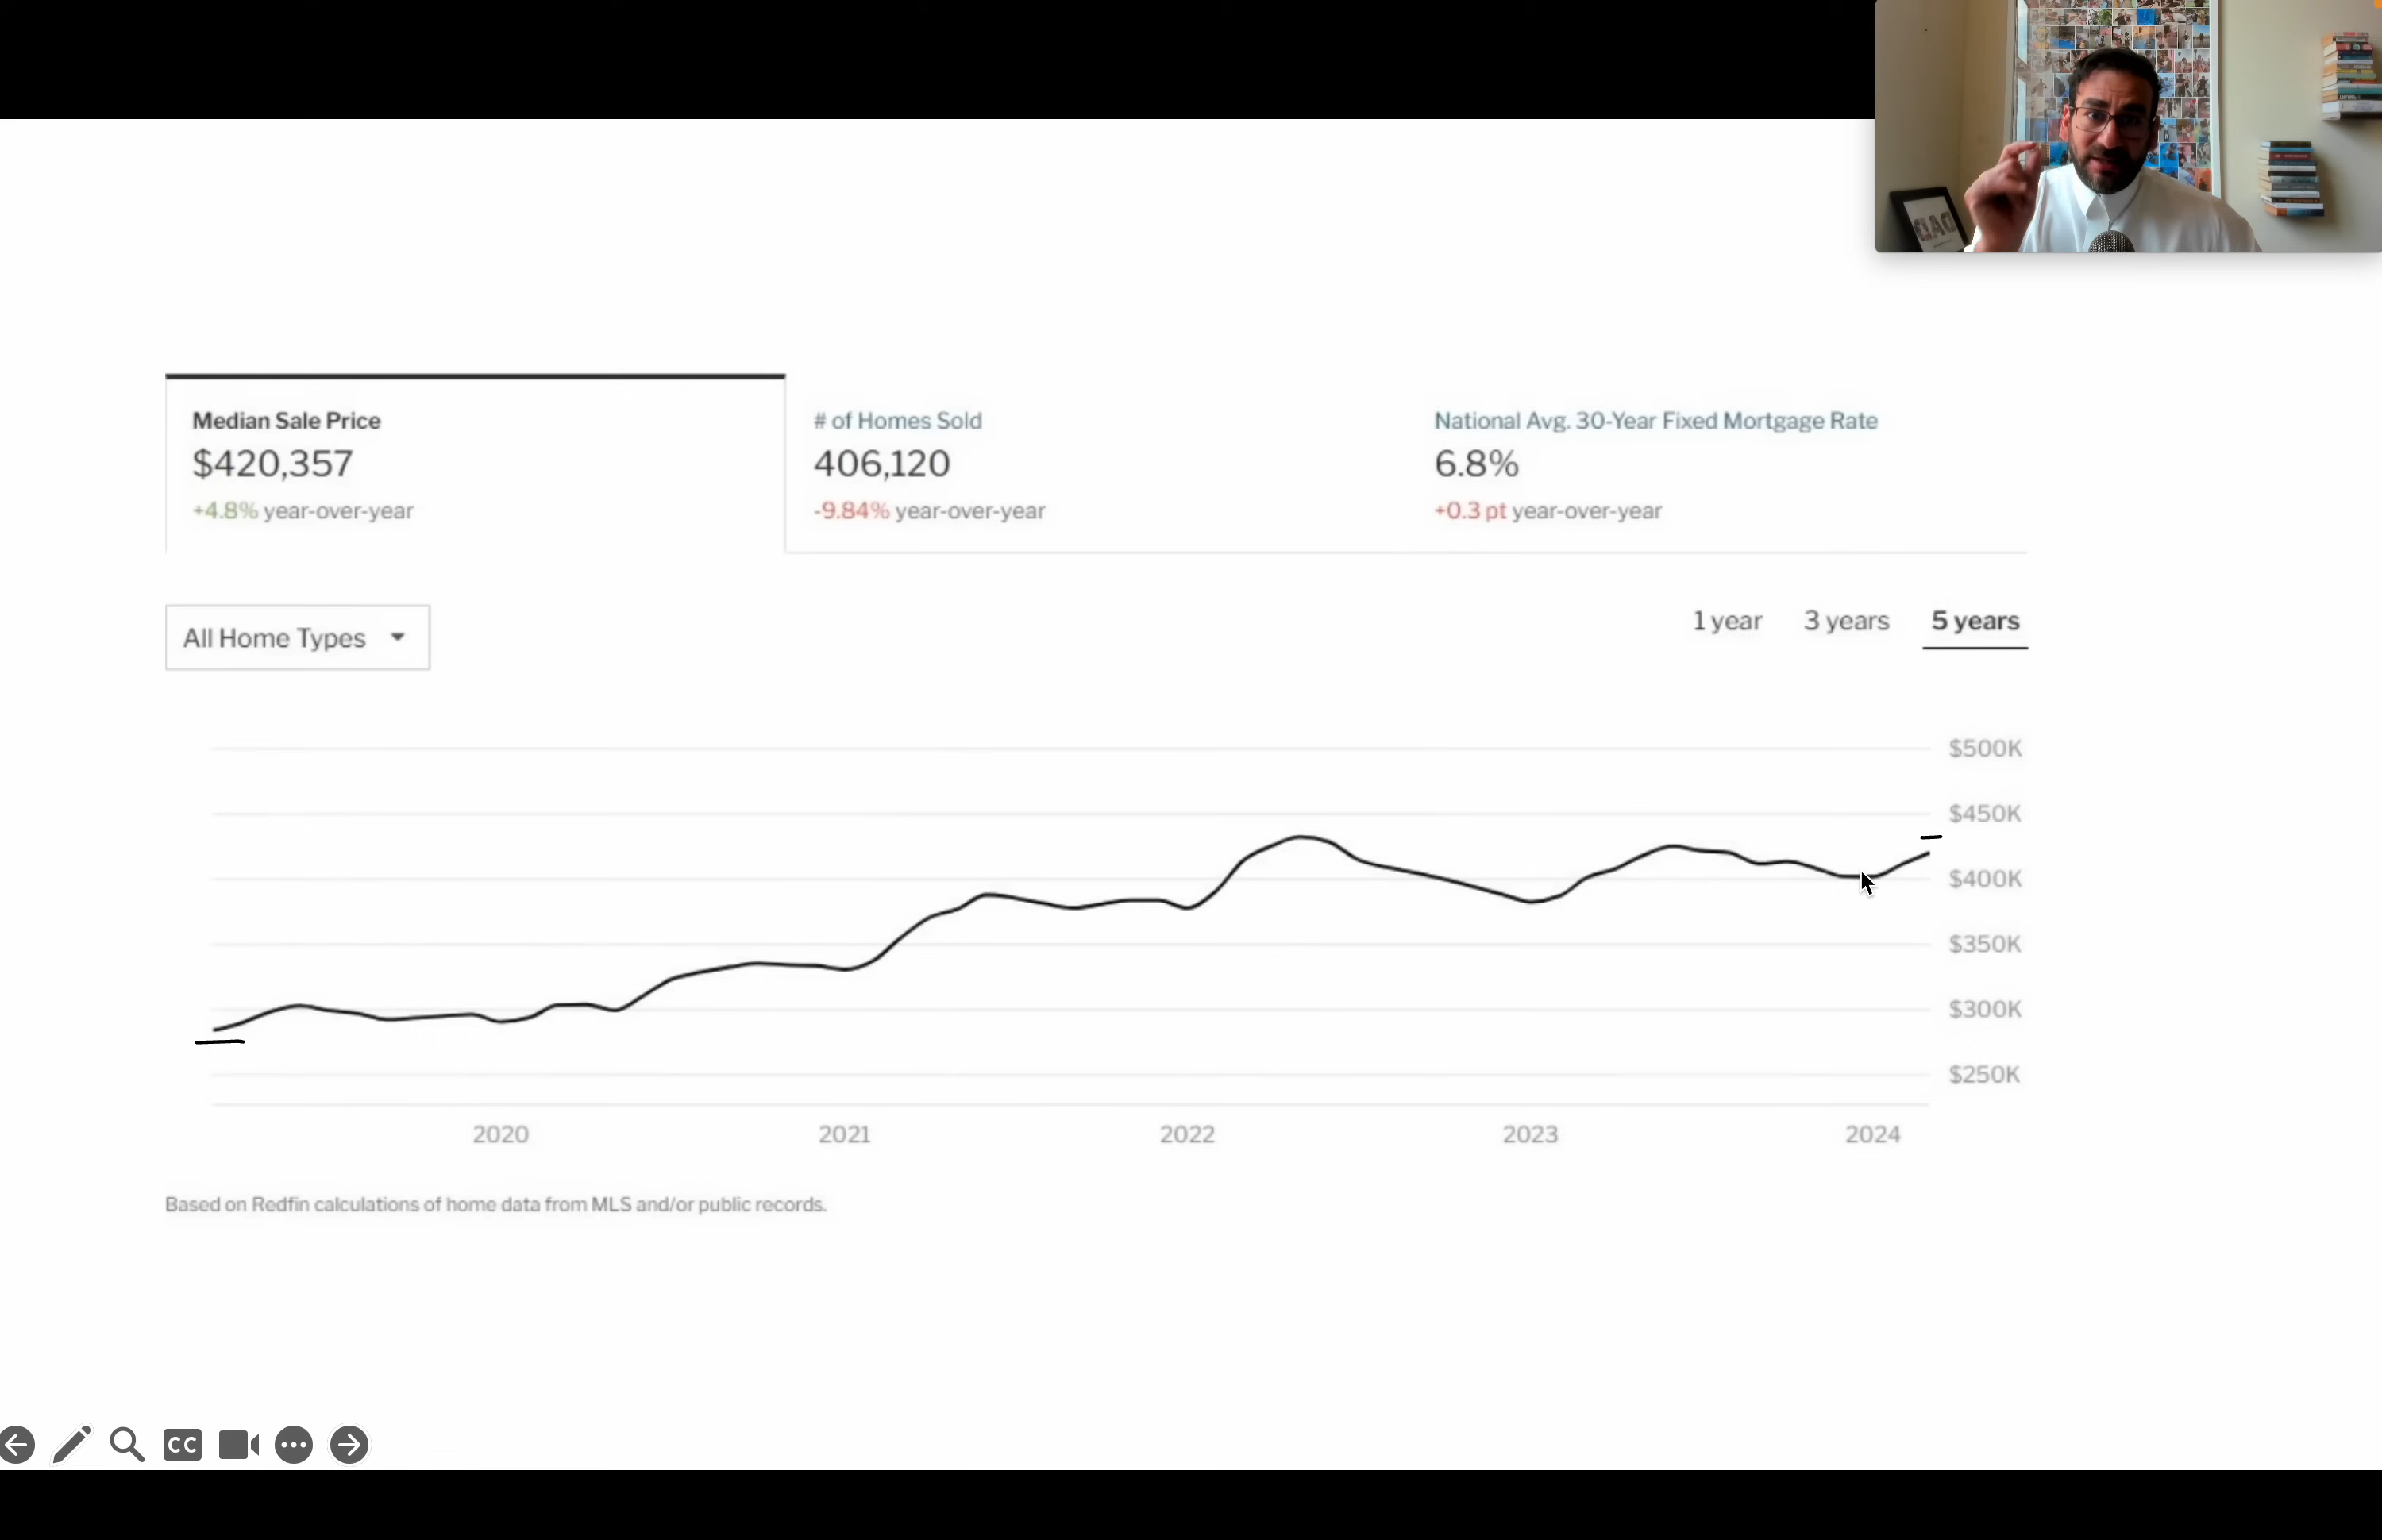 DAD
Median Sale Price
$420,357
+4.8% year-over-year
# of Homes Sold
406,120
-9.84% year-over-year
National Avg. 30-Year Fixed Mortgage Rate
6.8%
+0.3 pt year-over-year
All Home Types
1 year 3 years 5 years
$500K
$450K
$400K
$350K
$300K
$250K
2020 2021 2022 2023 2024
Based on Redfin calculations of home data from MLS and/or public records.
CC